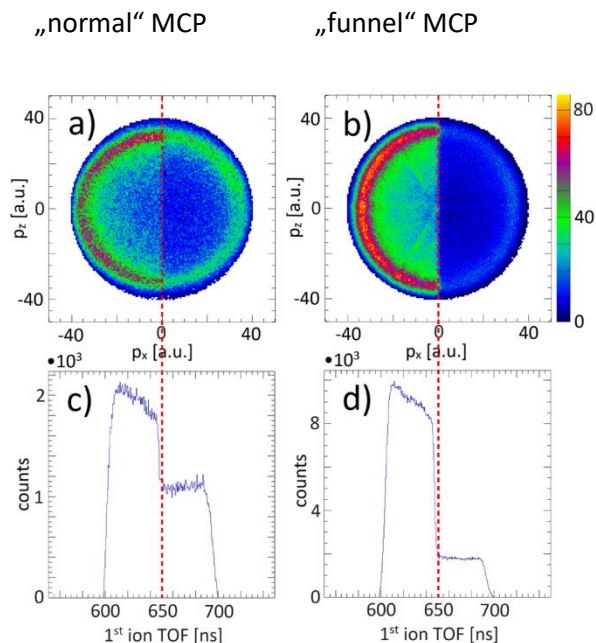 „normal“ MCP
„funnel“ MCP
a)
40
0
-40
pz [a.u.]
-40 0 40
px [a.u.]
b)
40
0
-40
pz [a.u.]
-40 0 40
px [a.u.]
80
40
0
•10³
c)
2
1
0
counts
600 650 700
1st ion TOF [ns]
•10³
d)
8
4
0
counts
600 650 700
1st ion TOF [ns]